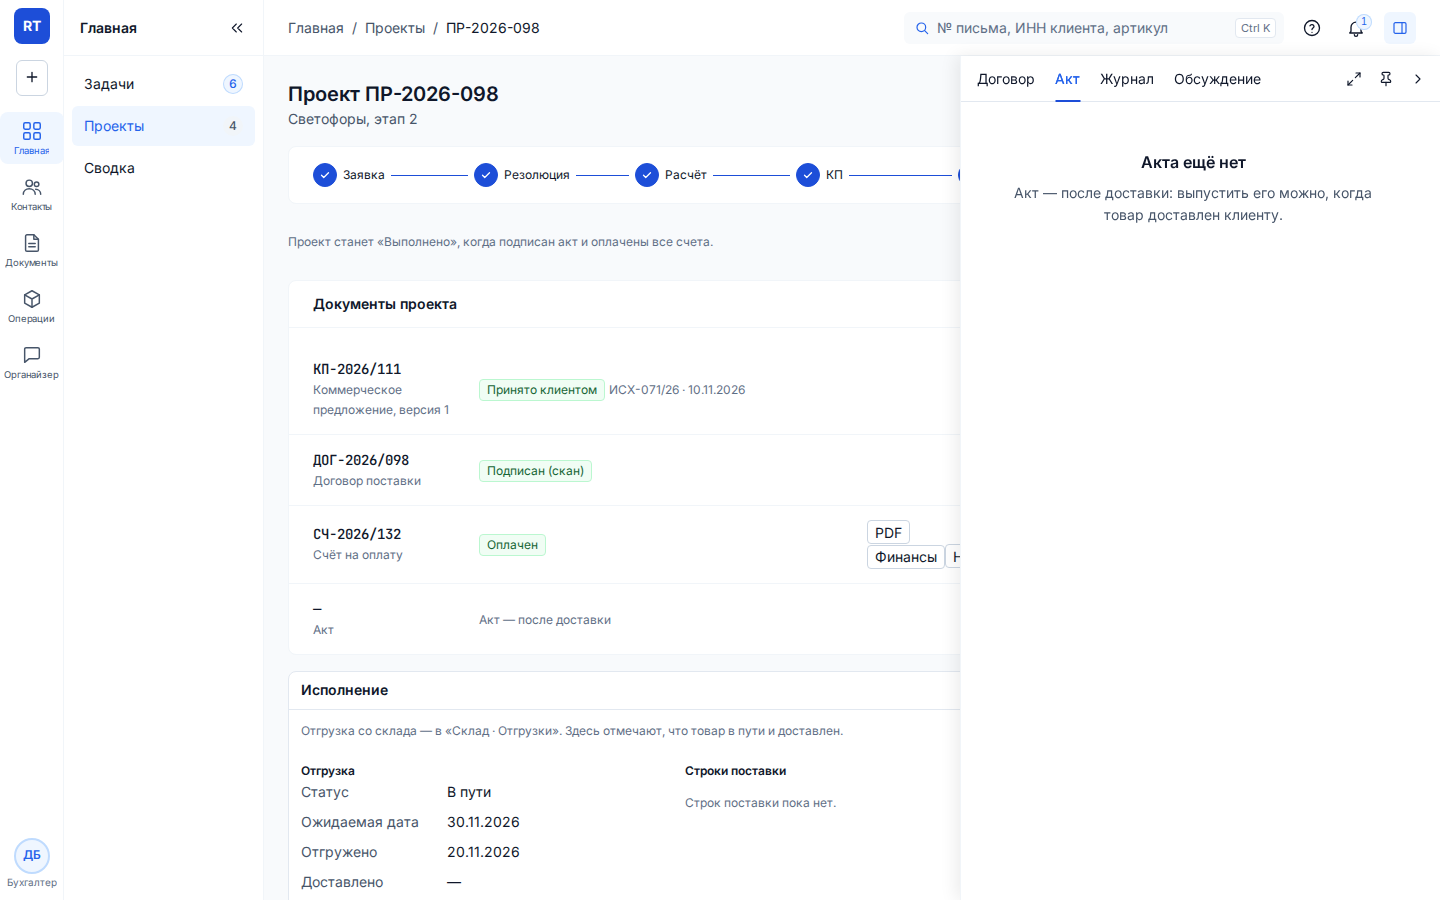 RT
Главная
Контакты
Документы
Операции
Органайзер
ДБ
Бухгалтер
Главная
Задачи
6
Проекты
4
Сводка
Главная / Проекты / ПР-2026-098
№ письма, ИНН клиента, артикул
Ctrl K
1
Проект ПР-2026-098
Светофоры, этап 2
Заявка
Резолюция
Расчёт
КП
Проект станет «Выполнено», когда подписан акт и оплачены все счета.
Документы проекта
КП-2026/111
Коммерческое
предложение, версия 1
Принято клиентом ИСХ-071/26 · 10.11.2026
ДОГ-2026/098
Договор поставки
Подписан (скан)
СЧ-2026/132
Счёт на оплату
Оплачен
PDF
Финансы
—
Акт
Акт — после доставки
Исполнение
Отгрузка со склада — в «Склад · Отгрузки». Здесь отмечают, что товар в пути и доставлен.
Отгрузка
Статус В пути
Ожидаемая дата 30.11.2026
Отгружено 20.11.2026
Доставлено —
Строки поставки
Строк поставки пока нет.
Договор Акт Журнал Обсуждение
Акта ещё нет
Акт — после доставки: выпустить его можно, когда
товар доставлен клиенту.